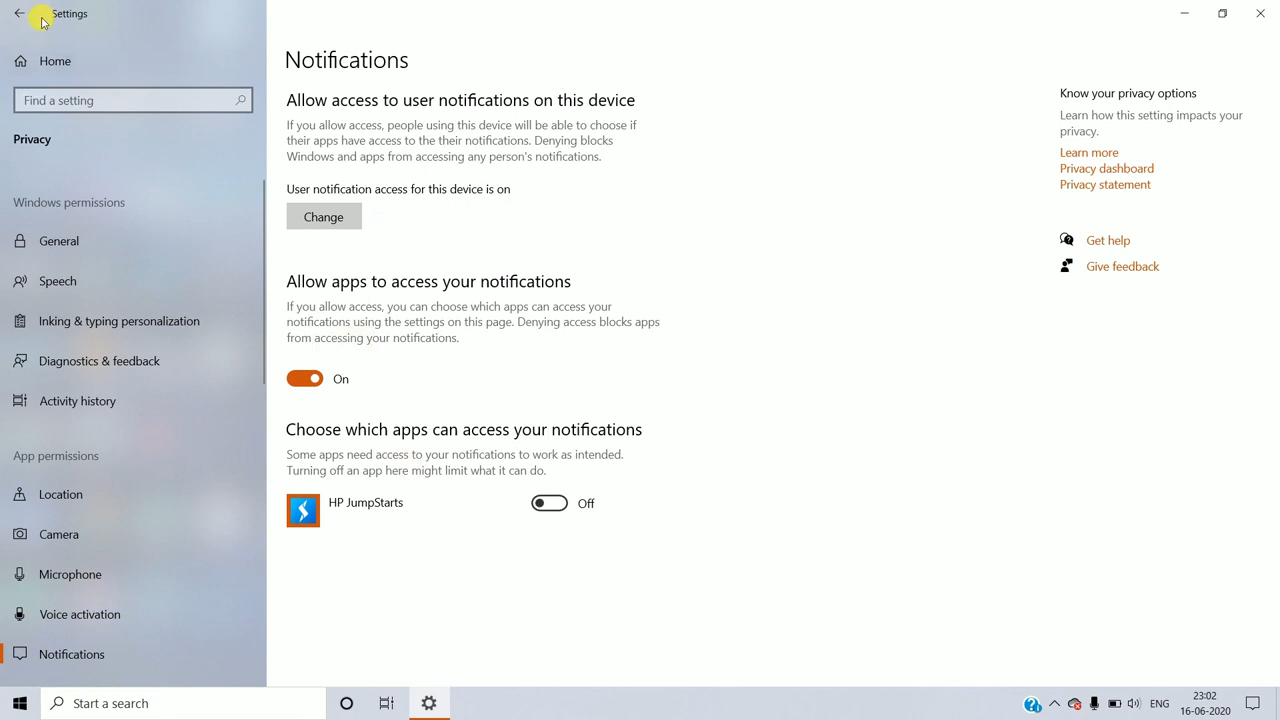 Settings
Home
Find a setting
Privacy
Windows permissions
General
Speech
Inking & typing personalization
Diagnostics & feedback
Activity history
App permissions
Location
Camera
Microphone
Voice activation
Notifications
Notifications
Allow access to user notifications on this device
If you allow access, people using this device will be able to choose if
their apps have access to the their notifications. Denying blocks
Windows and apps from accessing any person's notifications.
User notification access for this device is on
Change
Allow apps to access your notifications
If you allow access, you can choose which apps can access your
notifications using the settings on this page. Denying access blocks apps
from accessing your notifications.
On
Choose which apps can access your notifications
Some apps need access to your notifications to work as intended.
Turning off an app here might limit what it can do.
HP JumpStarts
Off
Know your privacy options
Learn how this setting impacts your
privacy.
Learn more
Privacy dashboard
Privacy statement
Get help
Give feedback
Start a search
ENG
23:02
16-06-2020